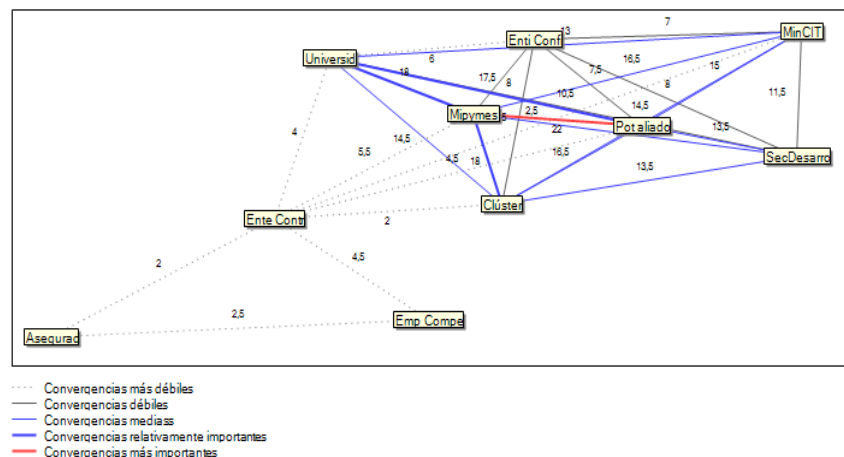 7
13
Enti Conf
MinCIT
Universid
6
16,5
15
18
17,5
8
7,5
8
10,5
11,5
Mipymes
2,5
14,5
Pot aliado
13,5
4
14,5
22
5,5
4,5
18
16,5
SecDesarro
13,5
Clúster
Ente Contr
2
2
4,5
2,5
Emp Compe
Asegurad
Convergencias más débiles
Convergencias débiles
Convergencias mediass
Convergencias relativamente importantes
Convergencias más importantes